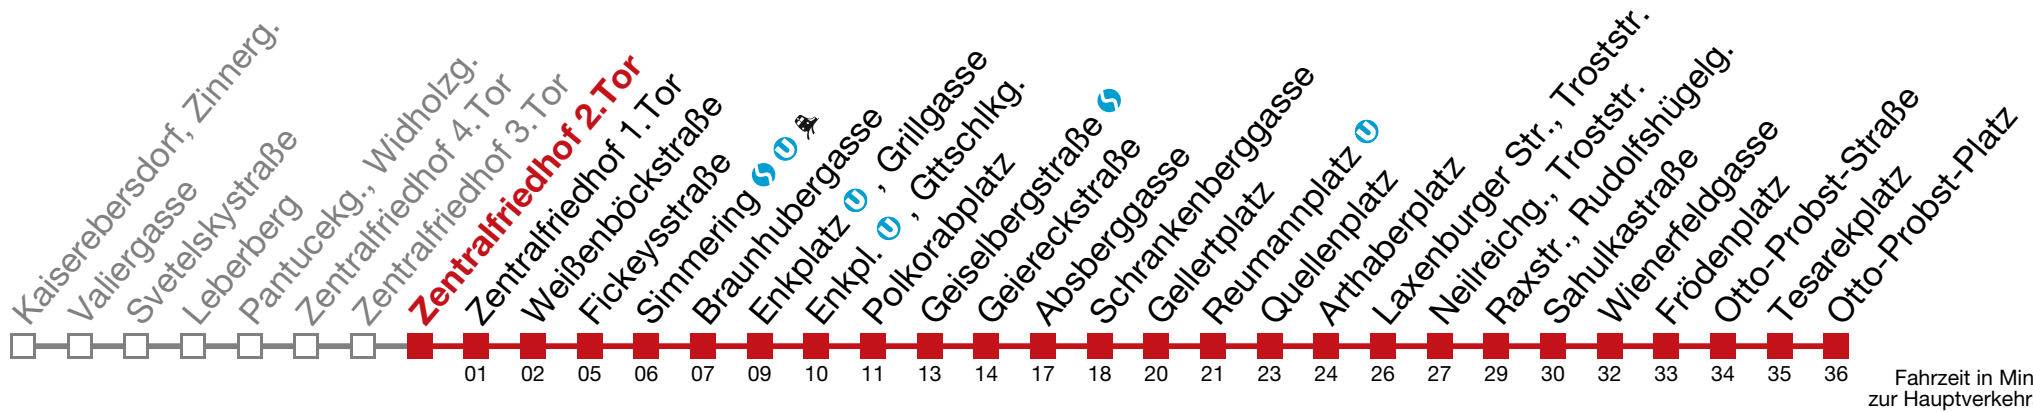 Kaiserebersdorf, Zinnerg.
Valiergasse
Svetelskystraße
Leberberg
Pantucekg., Widholzg.
Zentralfriedhof 4. Tor
Zentralfriedhof 3. Tor
Zentralfriedhof 2.Tor
Zentralfriedhof 1.Tor
Weißenböckstraße
Fickeysstraße
Simmering S U
Braunhubergasse
Enkplatz U , Grillgasse
Enkpl. U , Gttschlkg.
Polkorabplatz
Geiselbergstraße S
Geiereckstraße
Absberggasse
Schrankenberggasse
Gellertplatz
Reumannplatz U
Quellenplatz
Arthaberplatz
Laxenburger Str., Troststr.
Neilreichg., Troststr.
Raxstr., Rudolfshügelg.
Sahulkastraße
Wienerfeldgasse
Frödenplatz
Otto-Probst-Straße
Tesarekplatz
Otto-Probst-Platz
01 02 05 06 07 09 10 11 13 14 17 18 20 21 23 24 26 27 29 30 32 33 34 35 36
Fahrzeit in Min
zur Hauptverkehr